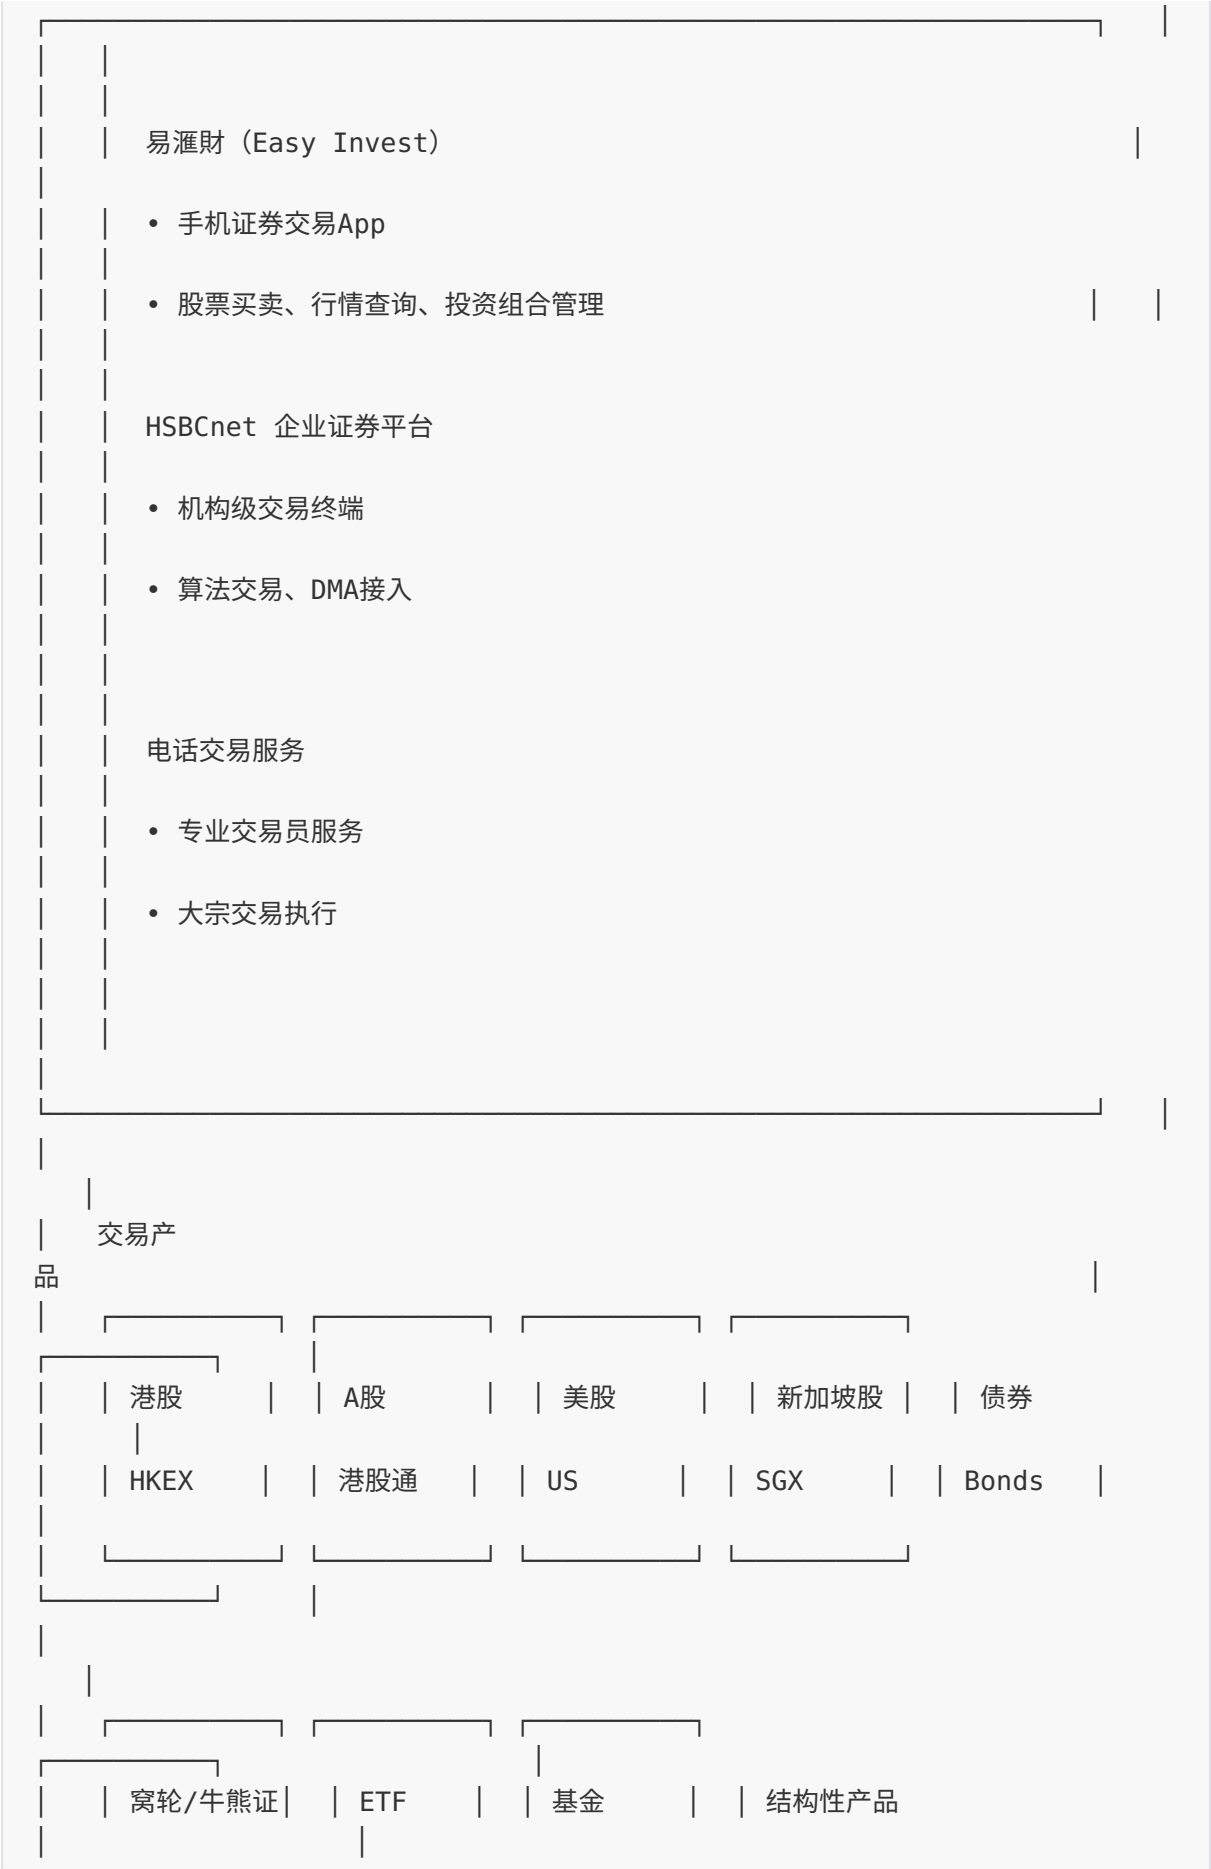 易滙財（Easy Invest）
• 手机证券交易App
• 股票买卖、行情查询、投资组合管理
HSBCnet 企业证券平台
• 机构级交易终端
• 算法交易、DMA接入
电话交易服务
• 专业交易员服务
• 大宗交易执行
交易产
品
港股 A股 美股 新加坡股 债券
HKEX 港股通 US SGX Bonds
窝轮/牛熊证 ETF 基金 结构性产品